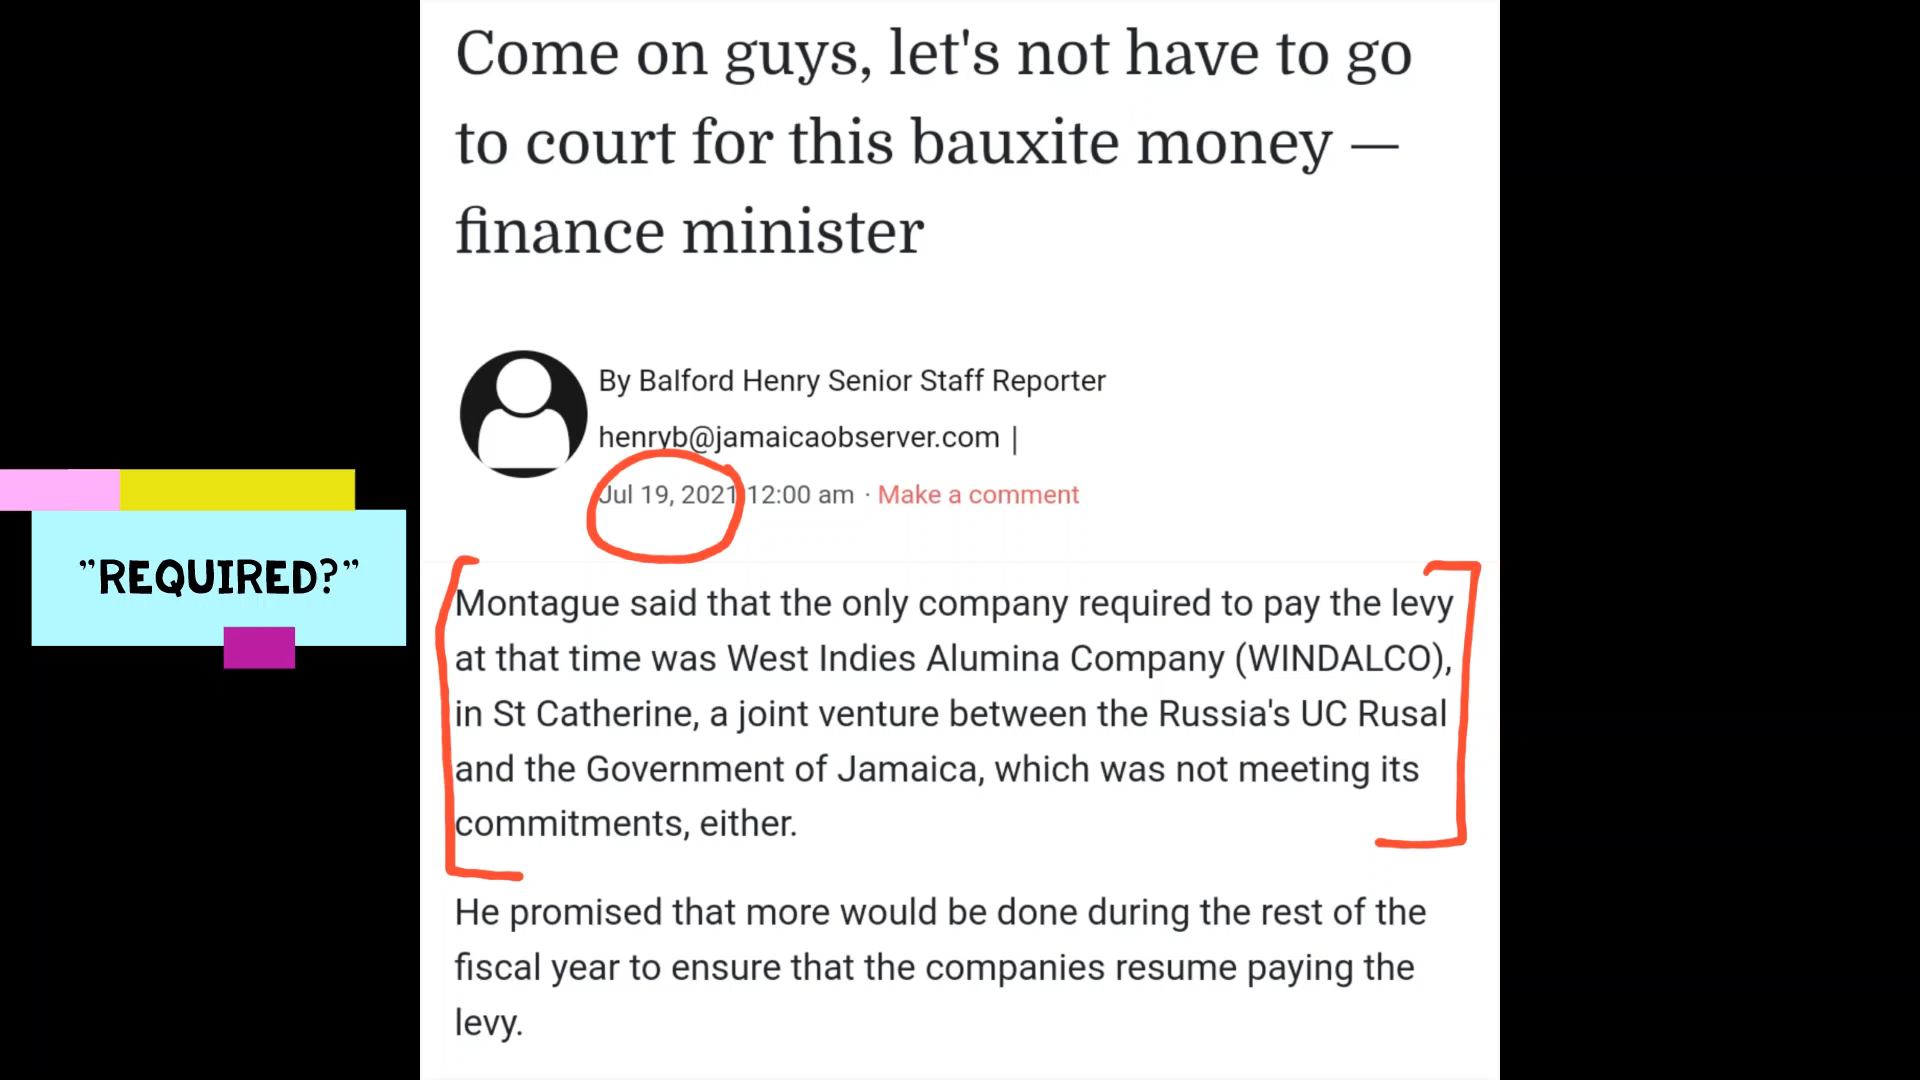 Come on guys, let's not have to go
to court for this bauxite money —
finance minister
By Balford Henry Senior Staff Reporter
henryb@jamaicaobserver.com |
Jul 19, 2021 12:00 am · Make a comment
"REQUIRED?"
Montague said that the only company required to pay the levy
at that time was West Indies Alumina Company (WINDALCO),
in St Catherine, a joint venture between the Russia's UC Rusal
and the Government of Jamaica, which was not meeting its
commitments, either.
He promised that more would be done during the rest of the
fiscal year to ensure that the companies resume paying the
levy.